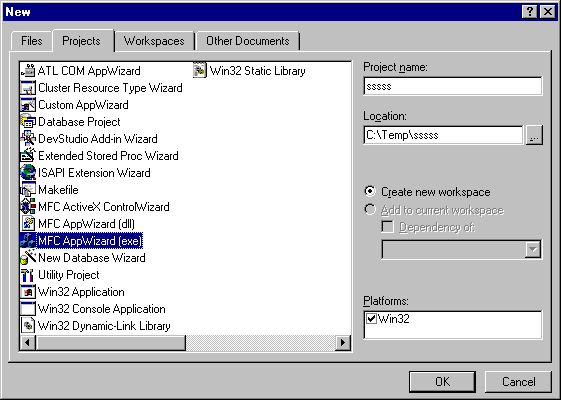 New
Files
Projects
Workspaces
Other Documents
ATL COM AppWizard
Cluster Resource Type Wizard
Custom AppWizard
Database Project
DevStudio Add-in Wizard
Extended Stored Proc Wizard
ISAPI Extension Wizard
Makefile
MFC ActiveX ControlWizard
MFC AppWizard (dll)
MFC AppWizard (exe)
New Database Wizard
Utility Project
Win32 Application
Win32 Console Application
Win32 Dynamic-Link Library
Win32 Static Library
Project name:
sssss
Location:
C:\Temp\sssss
...
Create new workspace
Add to current workspace
Dependency of:
Platforms:
Win32
OK
Cancel